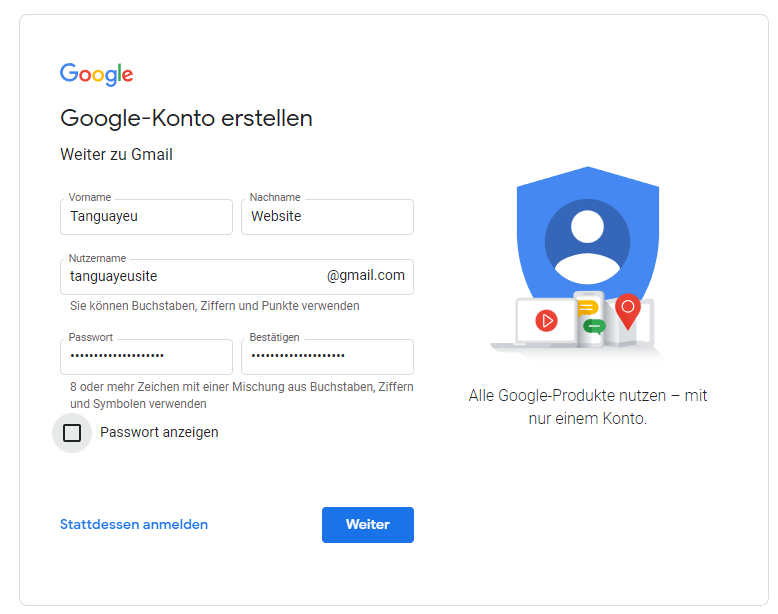 Google
Google-Konto erstellen
Weiter zu Gmail
Vorname
Tanguayeu
Nachname
Website
Nutzername
tanguayeusite
@gmail.com
Sie können Buchstaben, Ziffern und Punkte verwenden
Passwort
•••••••••••••••••••
Bestätigen
•••••••••••••••••••
8 oder mehr Zeichen mit einer Mischung aus Buchstaben, Ziffern
und Symbolen verwenden
Passwort anzeigen
Stattdessen anmelden
Weiter
Alle Google-Produkte nutzen – mit
nur einem Konto.